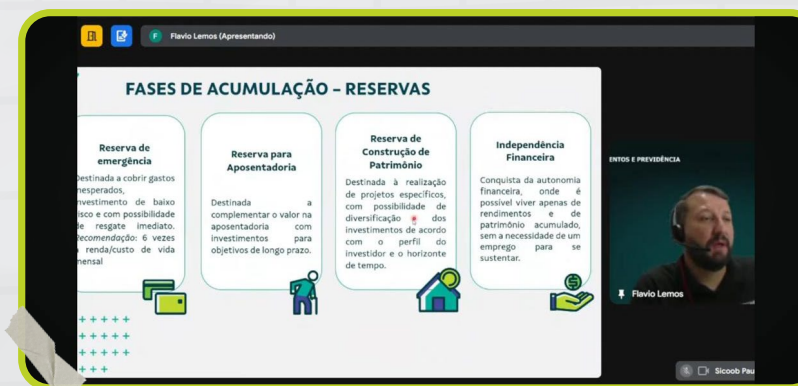 F Flavio Lemos (Apresentando)
FASES DE ACUMULAÇÃO – RESERVAS
Reserva de
emergência
Destinada a cobrir gastos
nesperados,
nvestimento de baixo
isco e com possibilidade
de resgate imediato.
Recomendação: 6 vezes
renda/custo de vida
mensal
Reserva para
Aposentadoria
Destinada a
complementar o valor na
aposentadoria com
investimentos para
objetivos de longo prazo.
Reserva de
Construção de
Patrimônio
Destinada à realização
de projetos específicos,
com possibilidade de
diversificação dos
investimentos de acordo
com o perfil do
investidor e o horizonte
de tempo.
Independência
Financeira
Conquista da autonomia
financeira, onde é
possível viver apenas de
rendimentos e de
patrimônio acumulado,
sem a necessidade de um
emprego para se
sustentar.
ENTOS E PREVIDÊNCIA
Flavio Lemos
Sicoob Pau